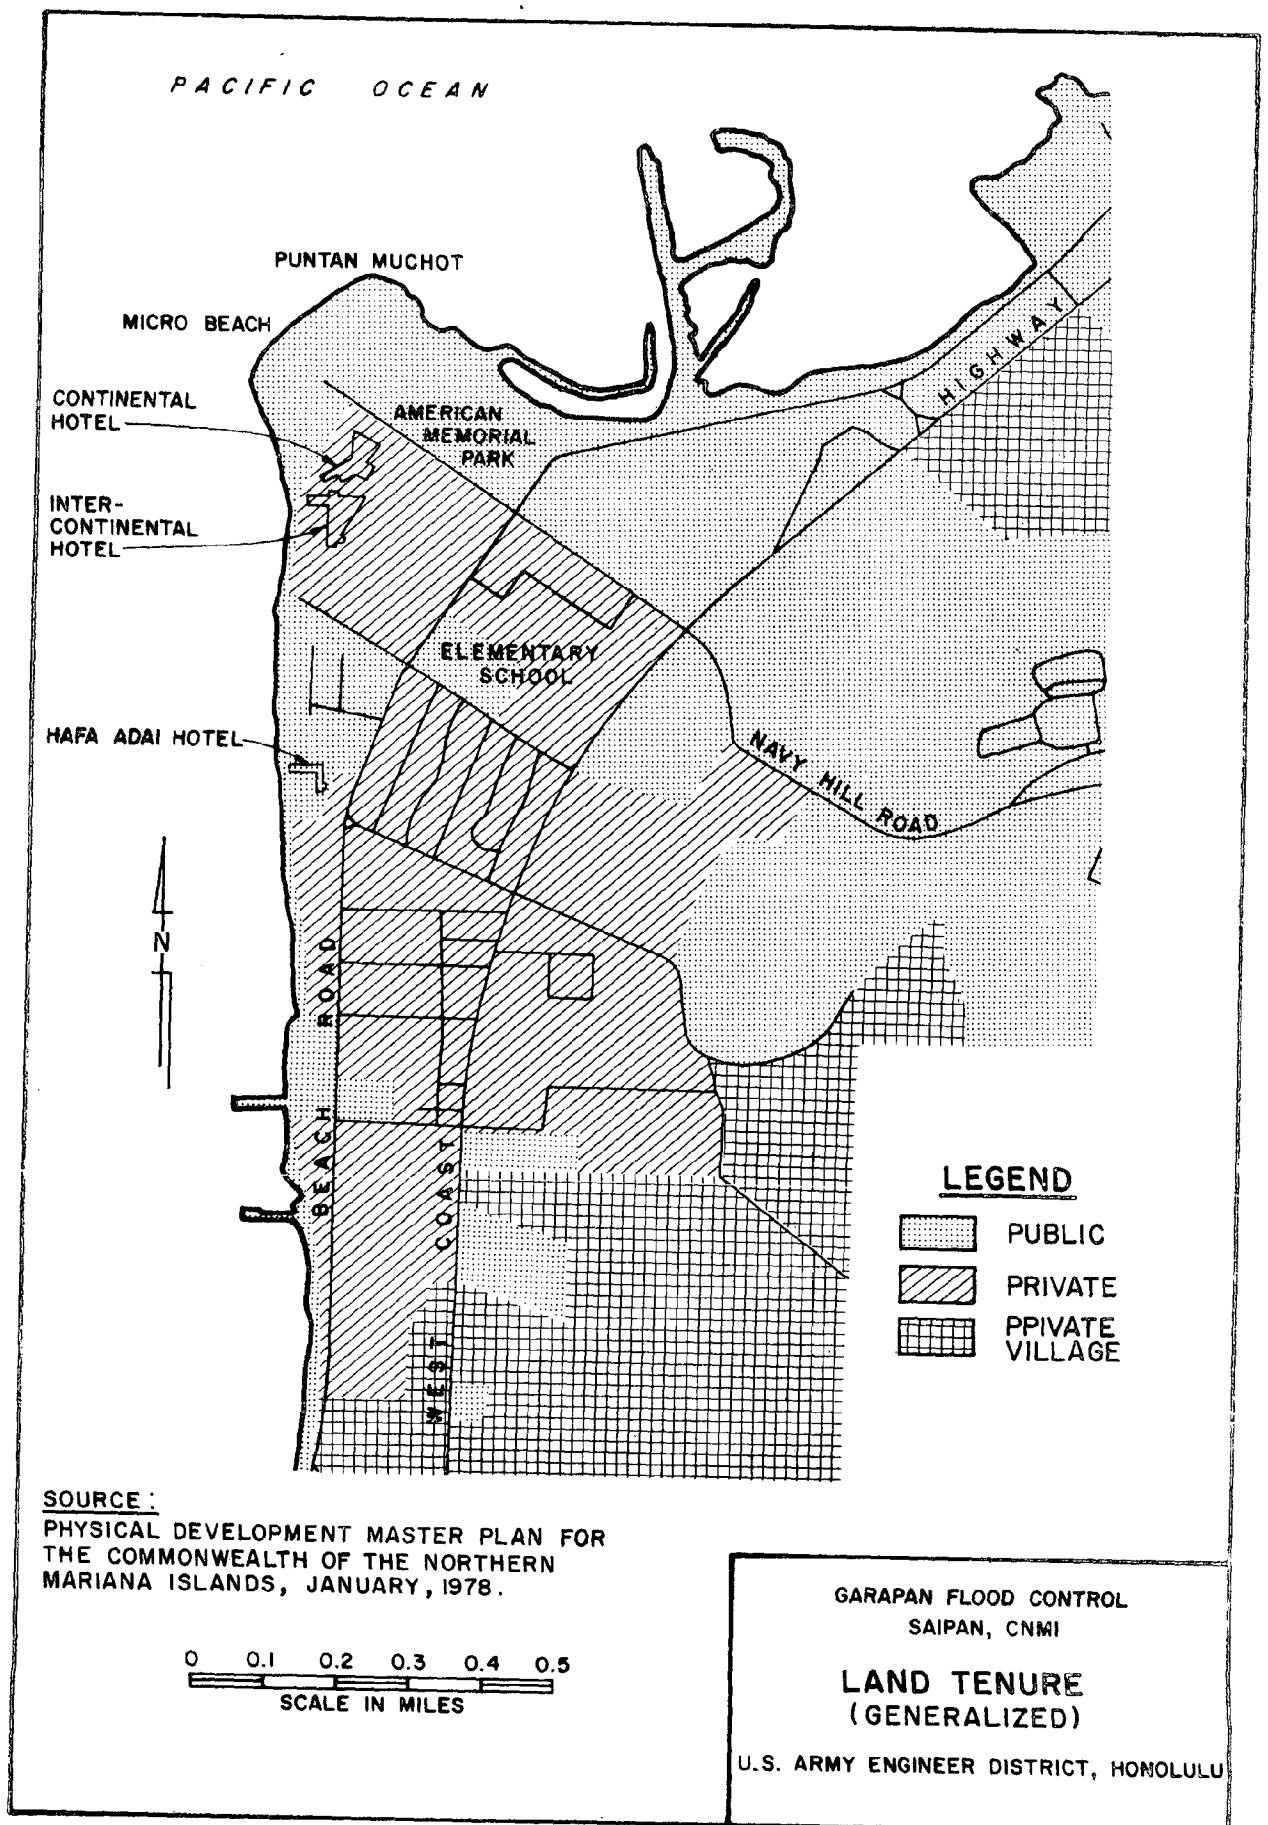 PACIFIC OCEAN
PUNTAN MUCHOT
MICRO BEACH
CONTINENTAL
HOTEL
AMERICAN
MEMORIAL
PARK
HIGHWAY
INTER-
CONTINENTAL
HOTEL
ELEMENTARY
SCHOOL
HAFA ADAI HOTEL
NAVY HILL ROAD
N
BEACH ROAD
WEST COAST
LEGEND
PUBLIC
PRIVATE
PPIVATE
VILLAGE
SOURCE:
PHYSICAL DEVELOPMENT MASTER PLAN FOR
THE COMMONWEALTH OF THE NORTHERN
MARIANA ISLANDS, JANUARY, 1978.
0 0.1 0.2 0.3 0.4 0.5
SCALE IN MILES
GARAPAN FLOOD CONTROL
SAIPAN, CNMI
LAND TENURE
(GENERALIZED)
U.S. ARMY ENGINEER DISTRICT, HONOLULU